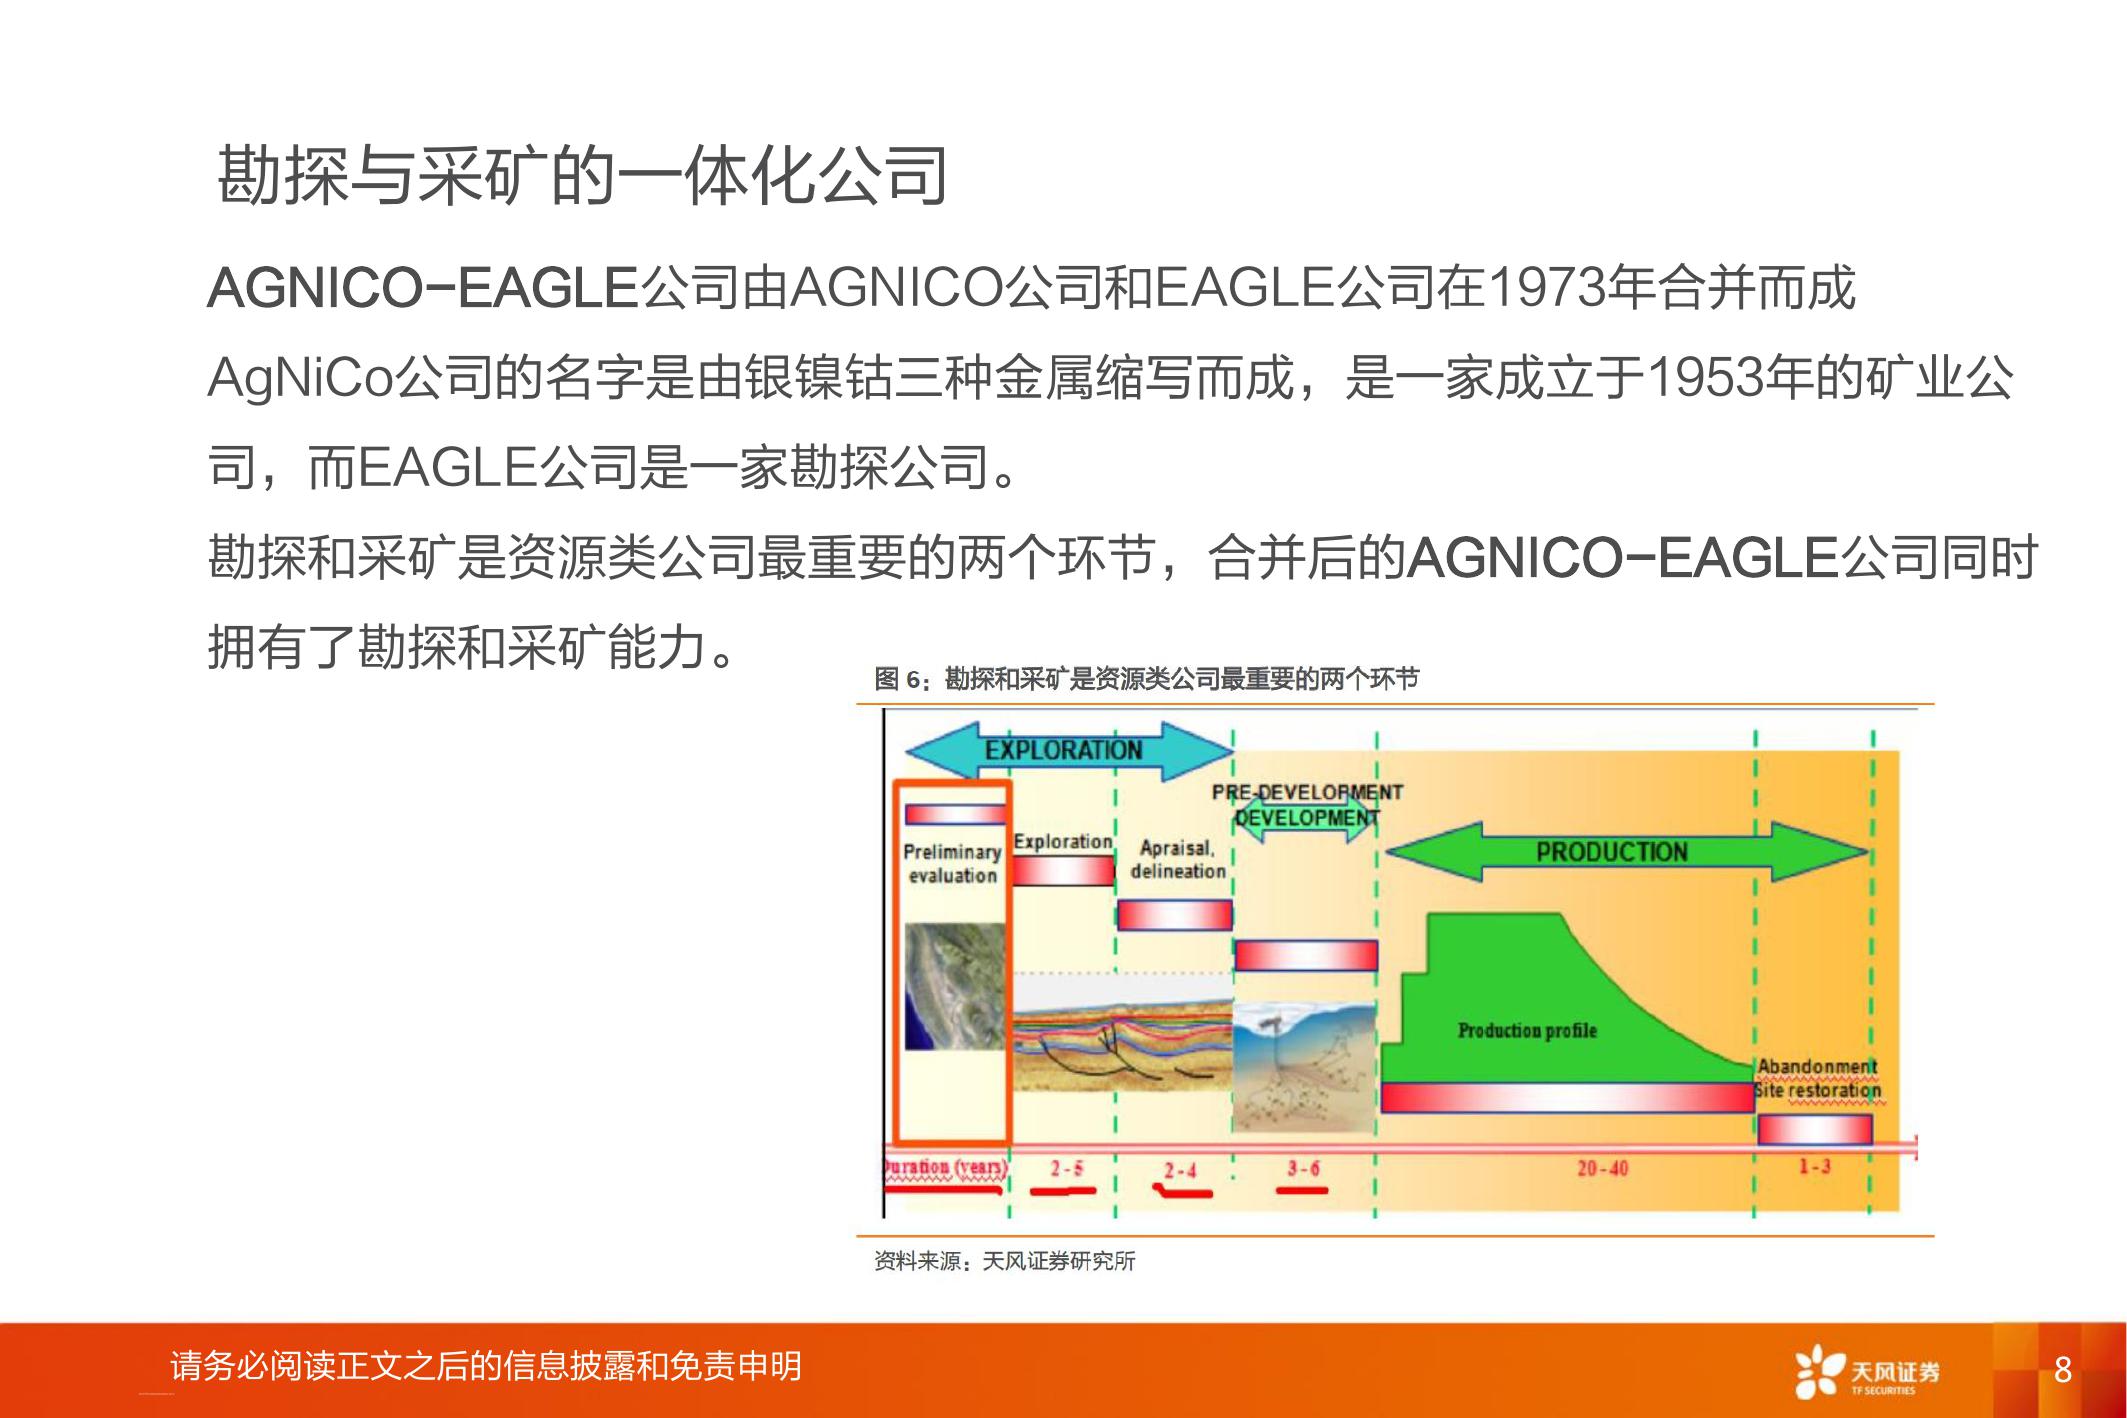 勘探与采矿的一体化公司
AGNICO-EAGLE公司由AGNICO公司和EAGLE公司在1973年合并而成
AgNiCo公司的名字是由银镍钴三种金属缩写而成，是一家成立于1953年的矿业公
司，而EAGLE公司是一家勘探公司。
勘探和采矿是资源类公司最重要的两个环节，合并后的AGNICO-EAGLE公司同时
拥有了勘探和采矿能力。
图 6：勘探和采矿是资源类公司最重要的两个环节
EXPLORATION
PRE-DEVELOPMENT
DEVELOPMENT
PRODUCTION
Preliminary
evaluation
Exploration
Apraisal,
delineation
Production profile
Abandonment
Site restoration
Duration (years)
2 - 5
2 - 4
3 - 6
20 - 40
1 - 3
资料来源：天风证券研究所
请务必阅读正文之后的信息披露和免责申明
天风证券
TF SECURITIES
8